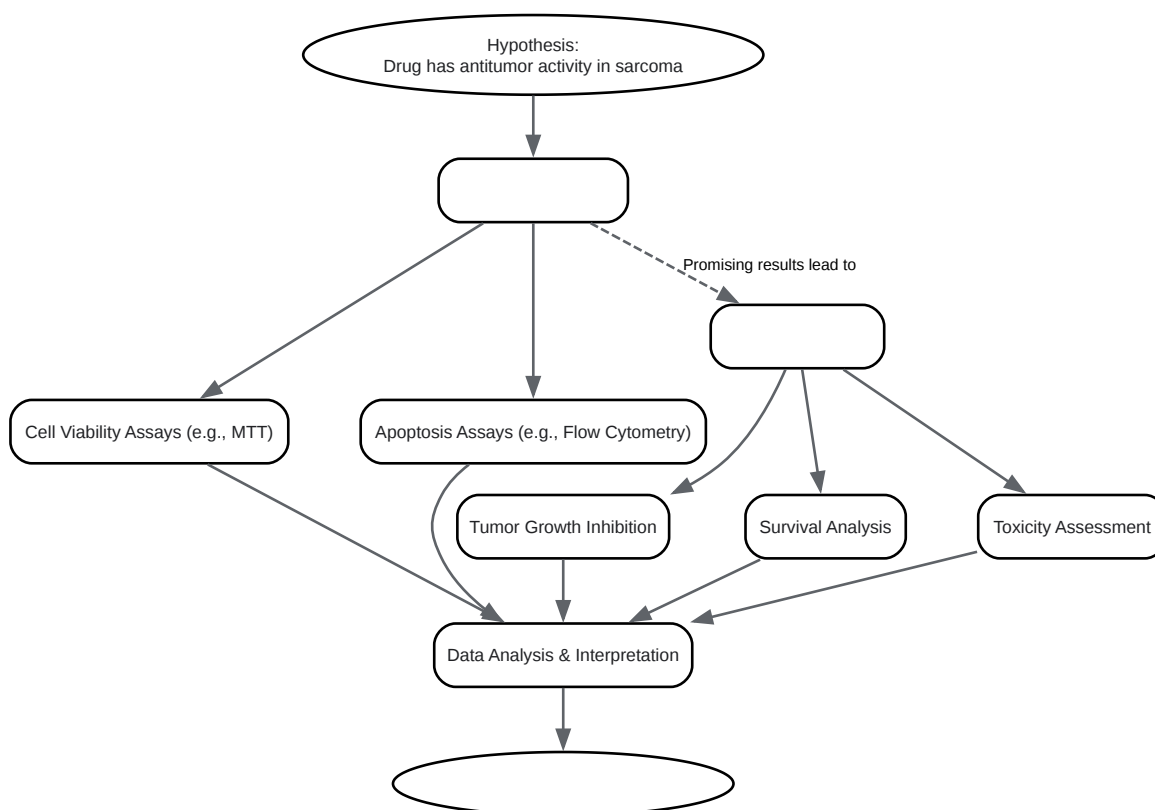 Hypothesis:
Drug has antitumor activity in sarcoma
Promising results lead to
Cell Viability Assays (e.g., MTT)
Apoptosis Assays (e.g., Flow Cytometry)
Tumor Growth Inhibition
Survival Analysis
Toxicity Assessment
Data Analysis & Interpretation